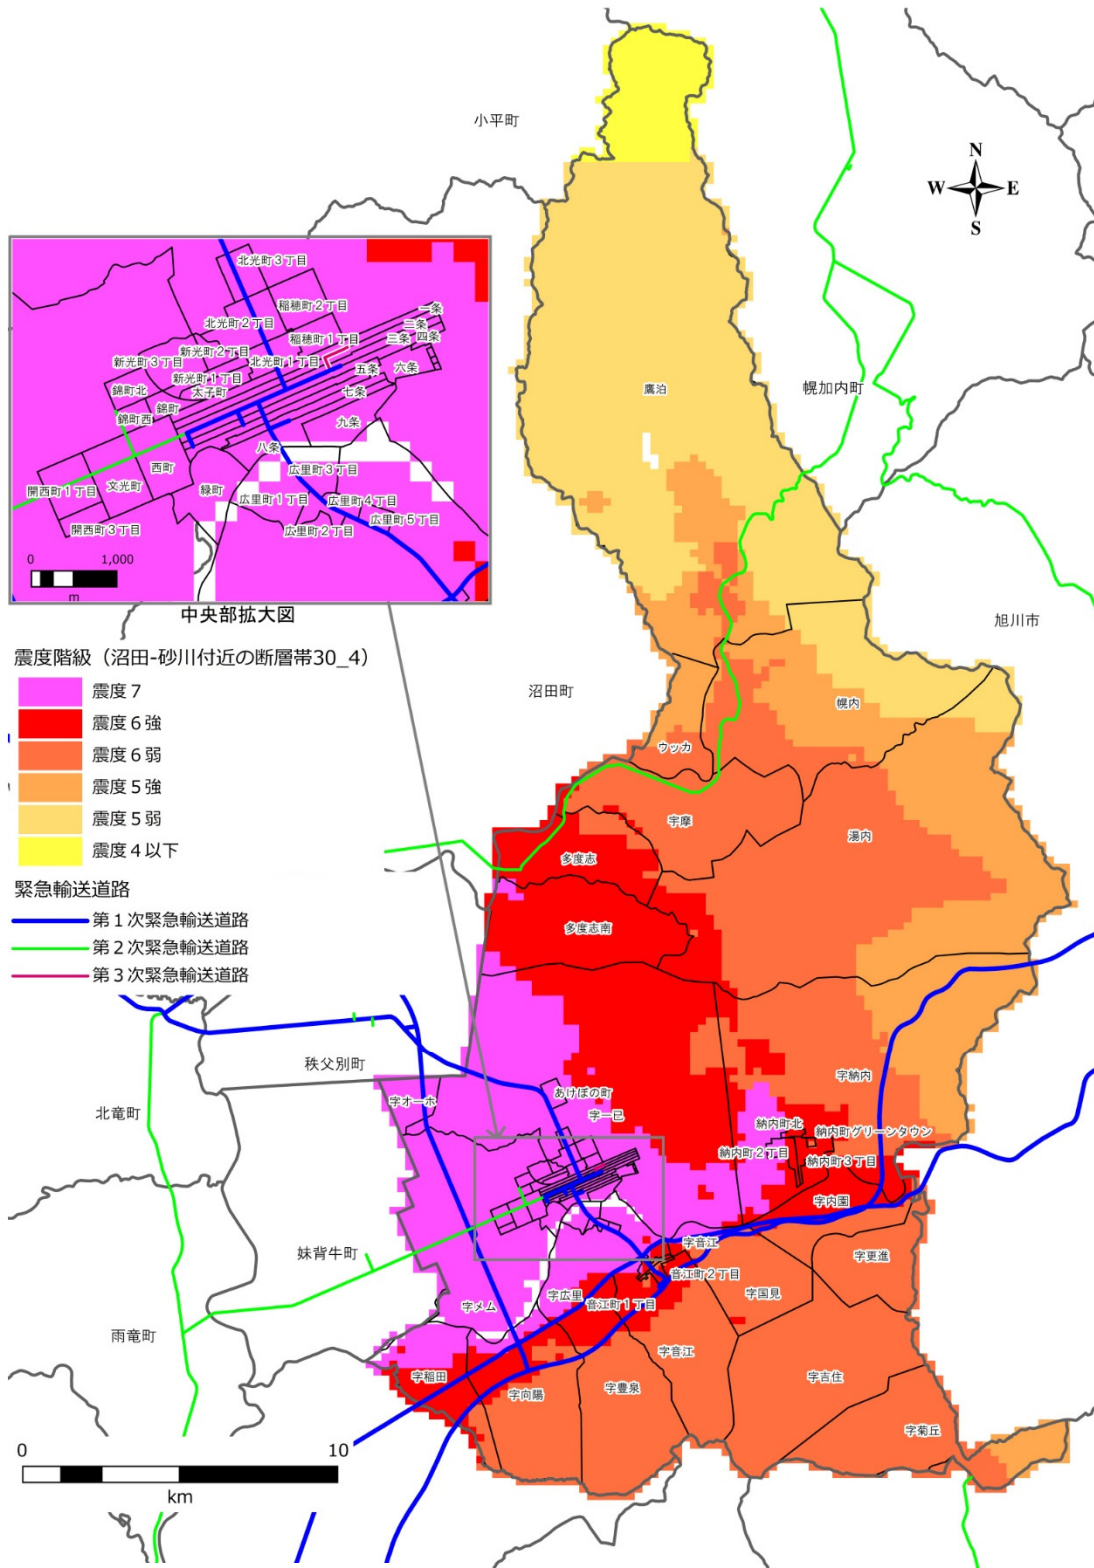 小平町
N
W
E
S
北光町3丁目
稲穂町2丁目
一条
北光町2丁目
二条
稲穂町1丁目
三条
四条
新光町2丁目
新光町3丁目
北光町1丁目
五条
六条
新光町1丁目
錦町北
太子町
七条
錦町
錦町西
九条
八条
西町
広里町3丁目
緑町
文光町
開西町1丁目
広里町1丁目
広里町4丁目
広里町5丁目
開西町3丁目
広里町2丁目
0
1,000
m
中央部拡大図
鷹泊
幌加内町
旭川市
震度階級（沼田-砂川付近の断層帯30_4）
震度7
震度6強
震度6弱
震度5強
震度5弱
震度4以下
緊急輸送道路
第1次緊急輸送道路
第2次緊急輸送道路
第3次緊急輸送道路
沼田町
幌内
ウッカ
宇摩
湯内
多度志
多度志南
秩父別町
北竜町
妹背牛町
雨竜町
字オーホ
あけぼの町
字一已
字納内
納内町北
納内町グリーンタウン
納内町2丁目
納内町3丁目
字内園
字音江
字更進
音江町2丁目
字国見
字広里
音江町1丁目
字メム
字音江
字稲田
字向陽
字豊泉
字吉住
字菊丘
0
10
km